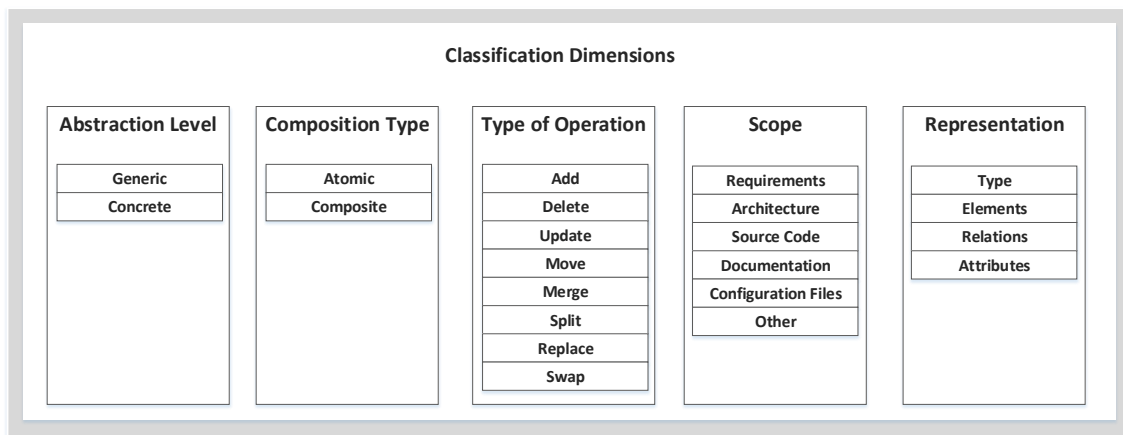 Classification Dimensions
Abstraction Level
Generic
Concrete
Composition Type
Atomic
Composite
Type of Operation
Add
Delete
Update
Move
Merge
Split
Replace
Swap
Scope
Requirements
Architecture
Source Code
Documentation
Configuration Files
Other
Representation
Type
Elements
Relations
Attributes